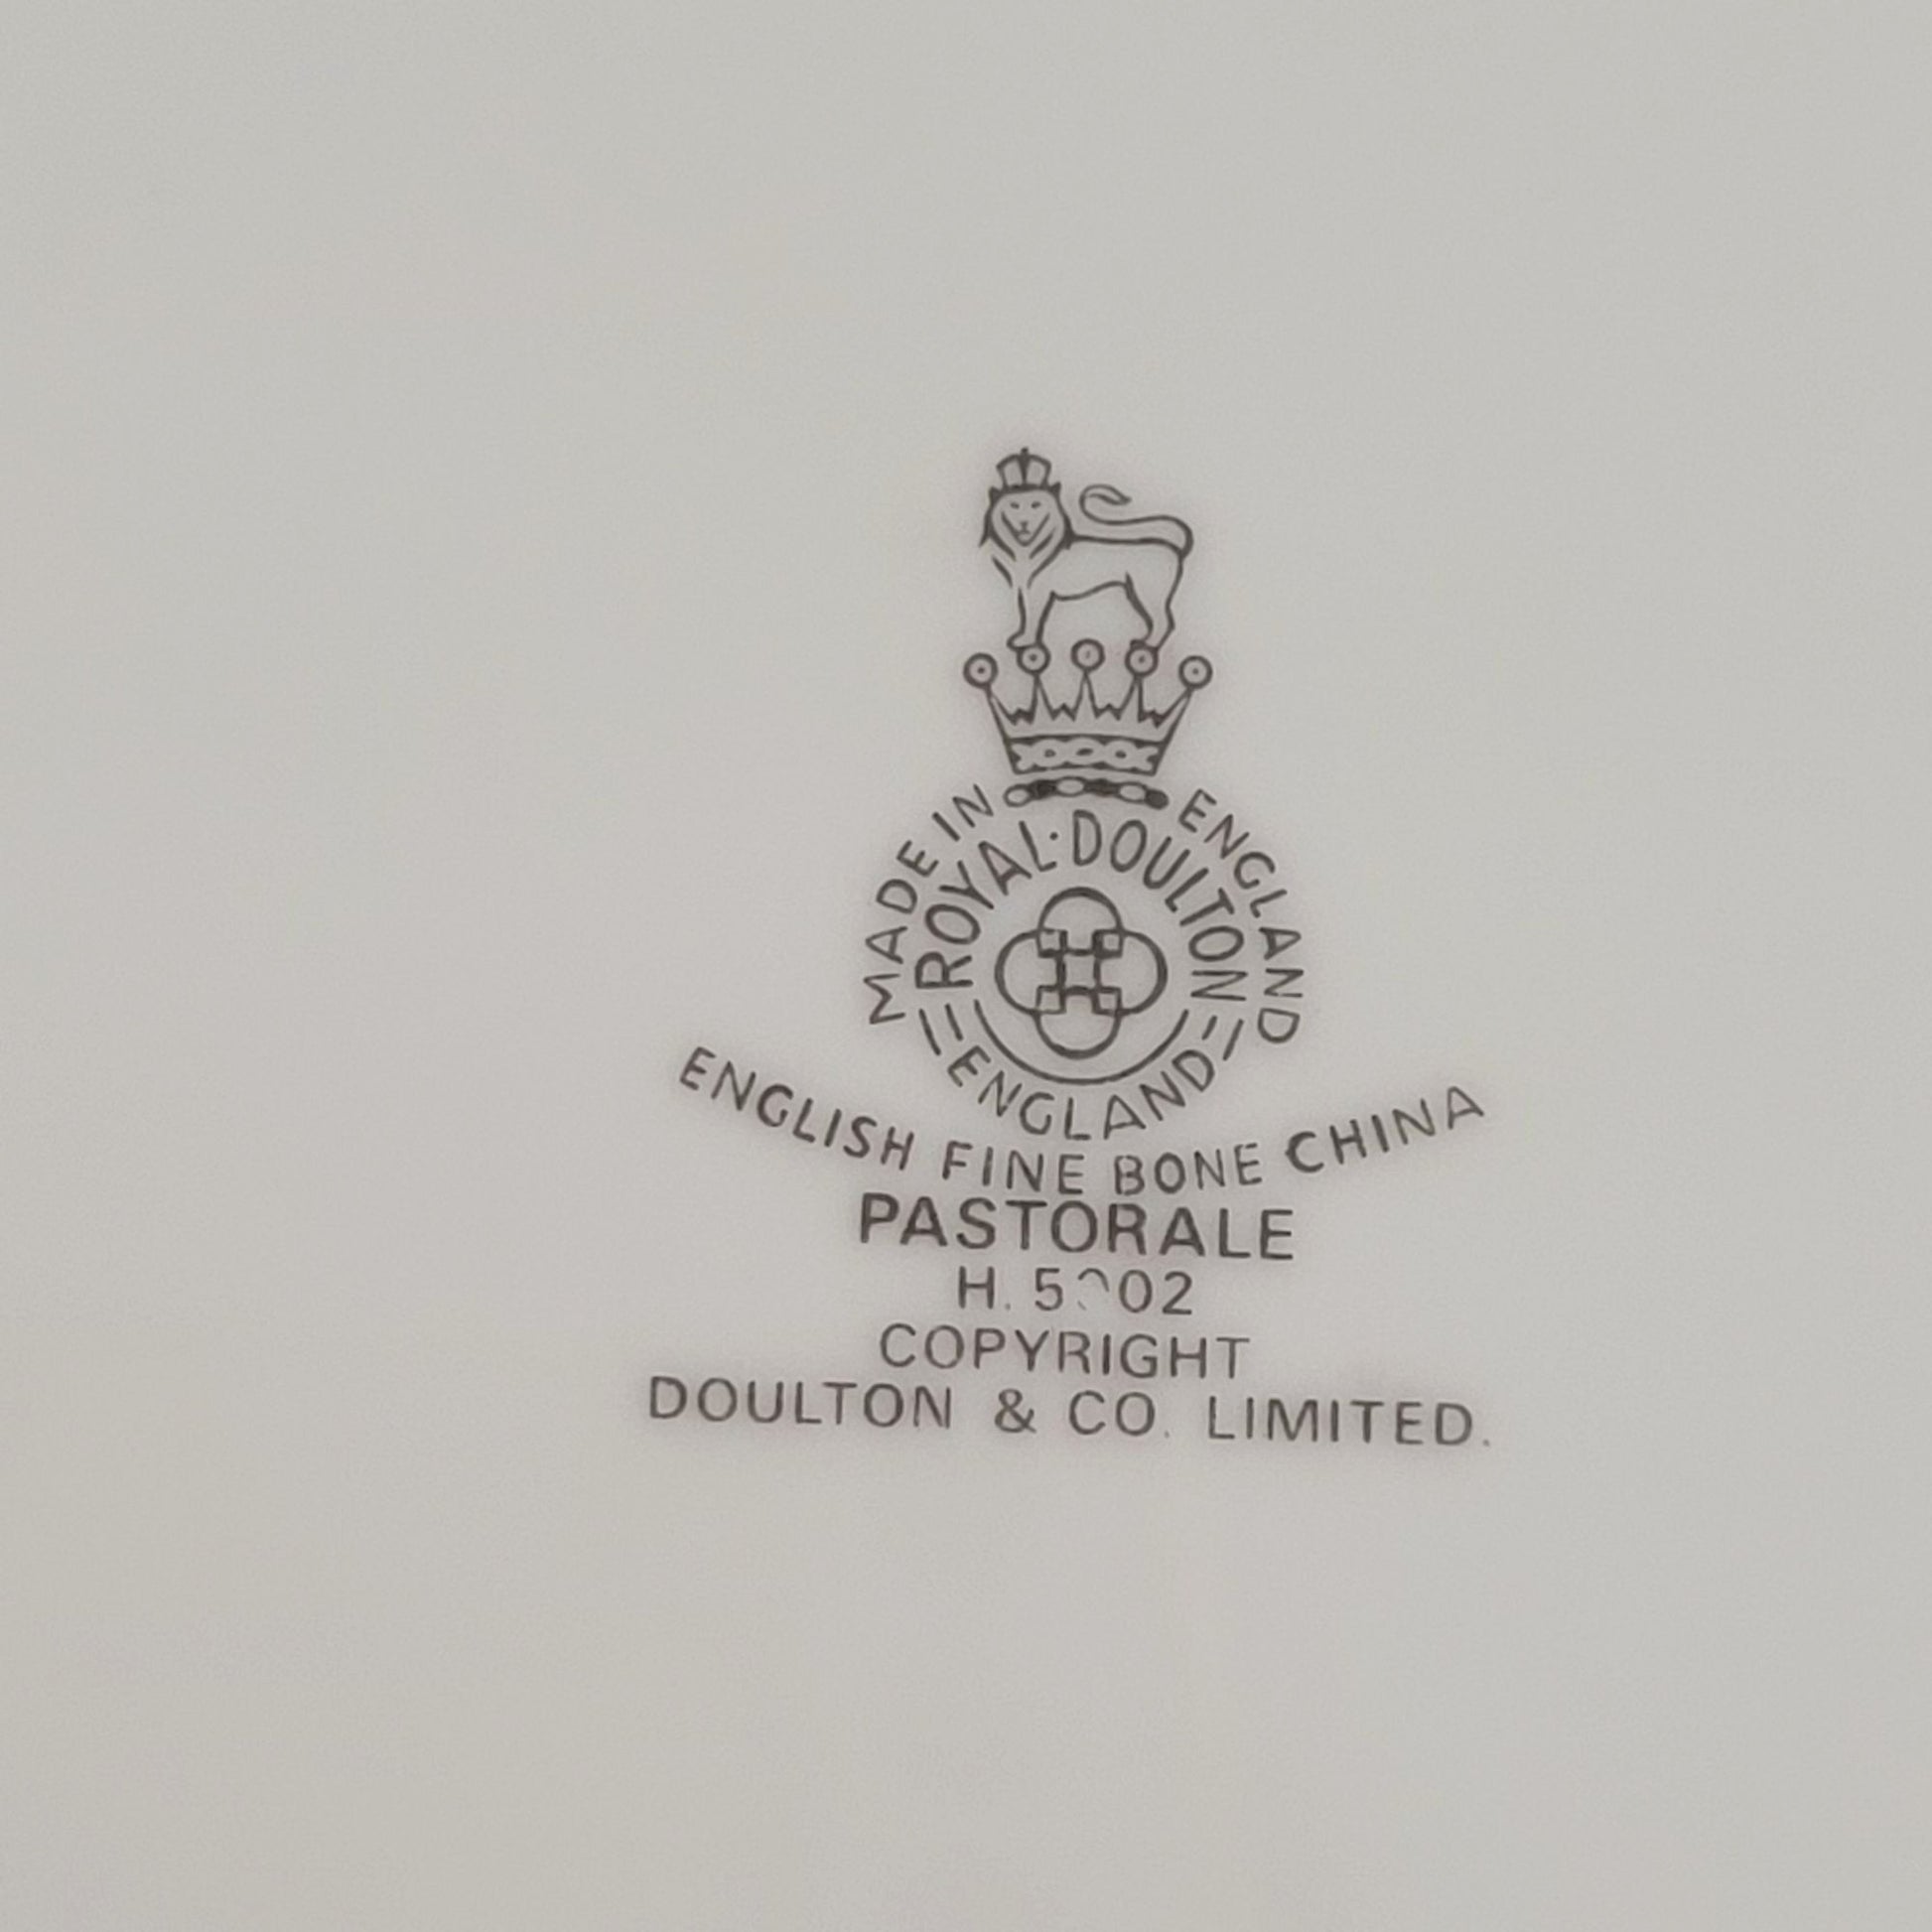 MADE IN ENGLAND
ROYAL·DOULTON
ENGLAND
ENGLISH FINE BONE CHINA
PASTORALE
H.
COPYRIGHT
DOULTON & CO. LIMITED.